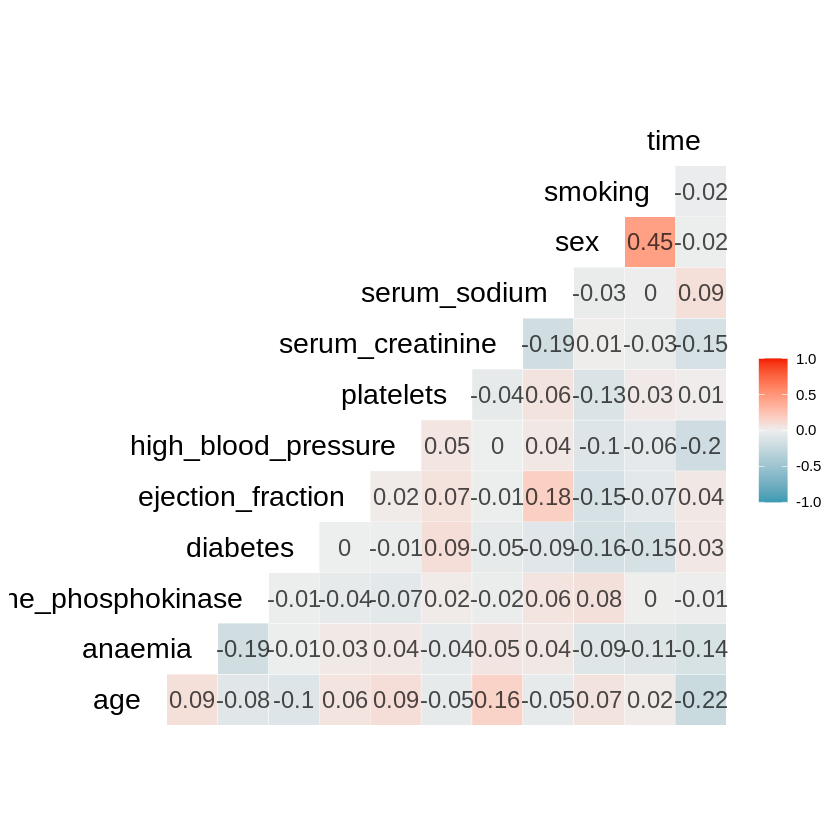 time
smoking -0.02
sex 0.45 -0.02
serum_sodium -0.03 0 0.09
serum_creatinine -0.19 0.01 -0.03 -0.15
1.0
platelets -0.04 0.06 -0.13 0.03 0.01
0.5
high_blood_pressure 0.05 0 0.04 -0.1 -0.06 -0.2
0.0
-0.5
ejection_fraction 0.02 0.07 -0.01 0.18 -0.15 -0.07 0.04
-1.0
diabetes 0 -0.01 0.09 -0.05 -0.09 -0.16 -0.15 0.03
ne_phosphokinase -0.01 -0.04 -0.07 0.02 -0.02 0.06 0.08 0 -0.01
anaemia -0.19 -0.01 0.03 0.04 -0.04 0.05 0.04 -0.09 -0.11 -0.14
age 0.09 -0.08 -0.1 0.06 0.09 -0.05 0.16 -0.05 0.07 0.02 -0.22